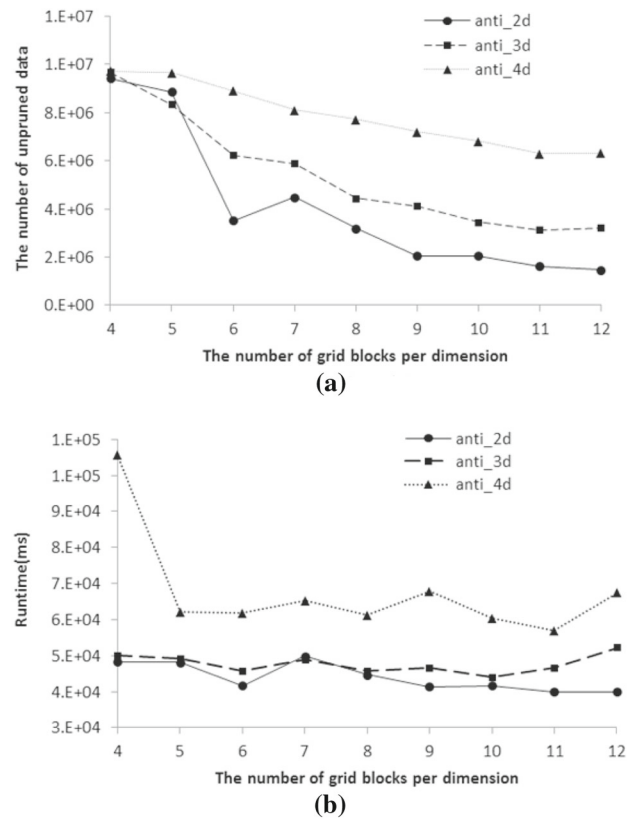 anti_2d
anti_3d
anti_4d
The number of unpruned data
1.E+07
1.E+07
8.E+06
6.E+06
4.E+06
2.E+06
0.E+00
4 5 6 7 8 9 10 11 12
The number of grid blocks per dimension
(a)
anti_2d
anti_3d
anti_4d
Runtime(ms)
1.E+05
1.E+05
9.E+04
8.E+04
7.E+04
6.E+04
5.E+04
4.E+04
3.E+04
4 5 6 7 8 9 10 11 12
The number of grid blocks per dimension
(b)